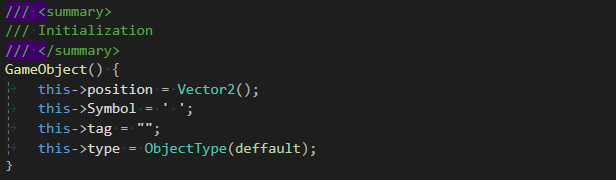 /// <summary>
/// Initialization
/// </summary>
GameObject() {
    this->position = Vector2();
    this->Symbol = ' ';
    this->tag = "";
    this->type = ObjectType(deffault);
}